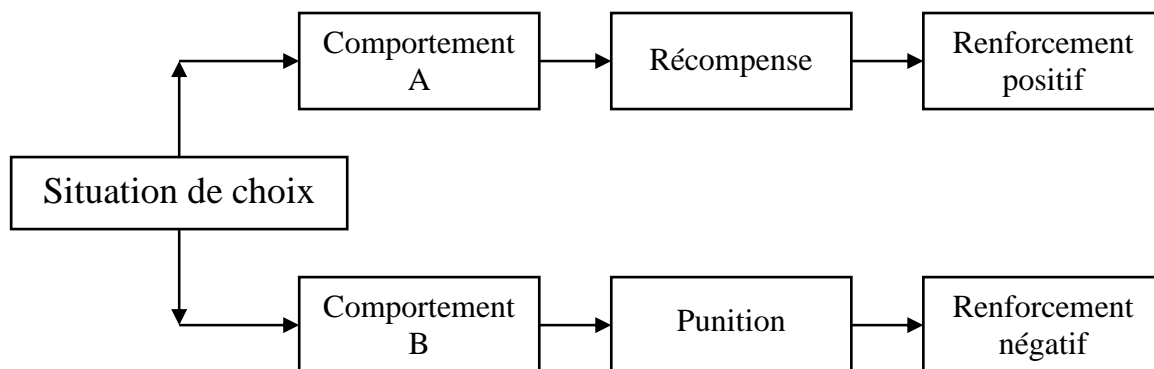 Comportement
A
Récompense
Renforcement
positif
Situation de choix
Comportement
B
Punition
Renforcement
négatif